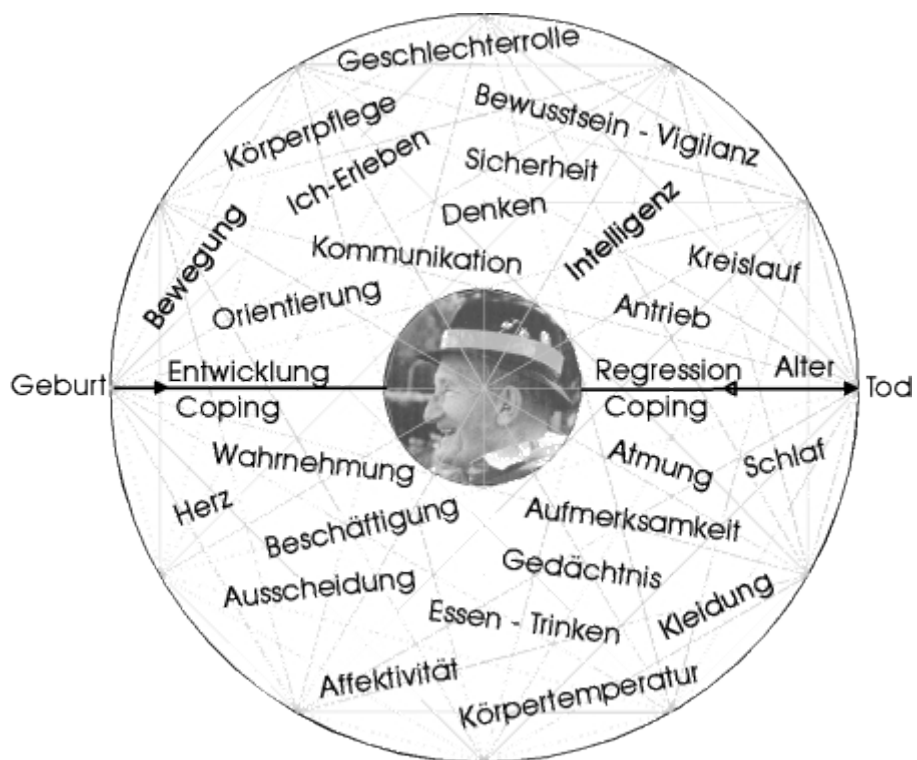 Geschlechterrolle
Körperpflege
Bewusstsein - Vigilanz
Ich-Erleben
Sicherheit
Denken
Bewegung
Kommunikation
Intelligenz
Kreislauf
Orientierung
Antrieb
Geburt
Entwicklung
Regression
Alter
Tod
Coping
Coping
Wahrnehmung
Atmung
Schlaf
Herz
Beschäftigung
Aufmerksamkeit
Ausscheidung
Gedächtnis
Essen - Trinken
Kleidung
Affektivität
Körpertemperatur